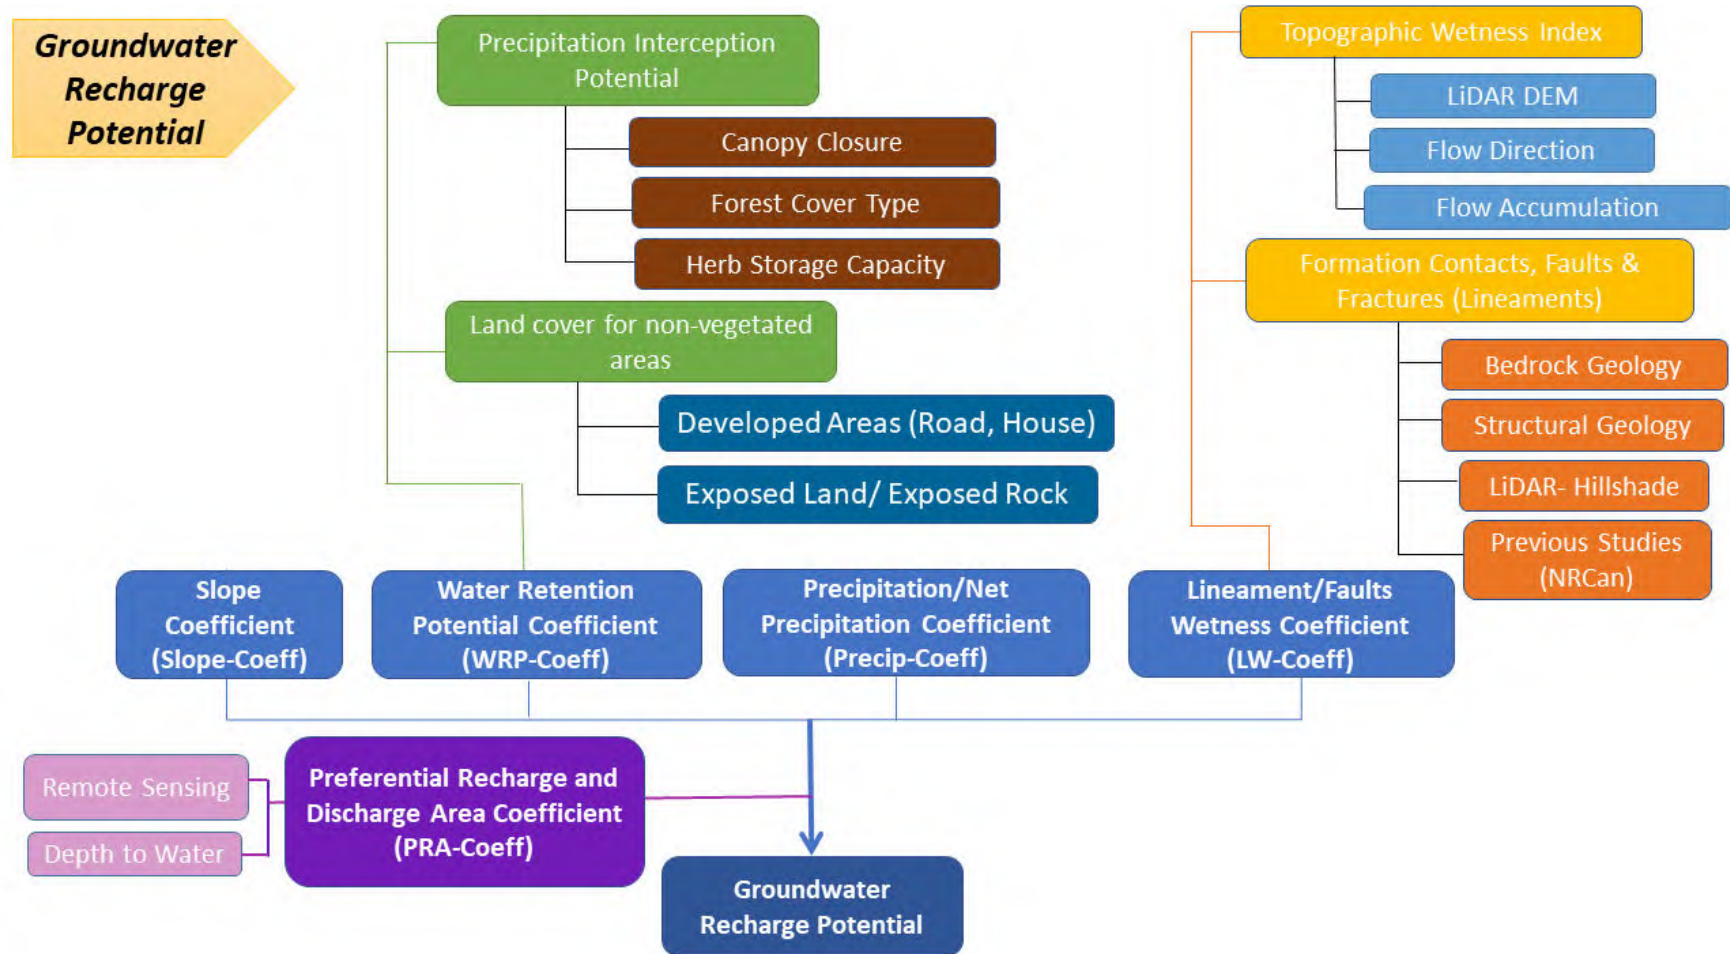 Groundwater
Recharge
Potential
Precipitation Interception
Potential
Canopy Closure
Forest Cover Type
Herb Storage Capacity
Land cover for non-vegetated
areas
Developed Areas (Road, House)
Exposed Land/ Exposed Rock
Topographic Wetness Index
LiDAR DEM
Flow Direction
Flow Accumulation
Formation Contacts, Faults &
Fractures (Lineaments)
Bedrock Geology
Structural Geology
LiDAR- Hillshade
Previous Studies
(NRCan)
Slope
Coefficient
(Slope-Coeff)
Water Retention
Potential Coefficient
(WRP-Coeff)
Precipitation/Net
Precipitation Coefficient
(Precip-Coeff)
Lineament/Faults
Wetness Coefficient
(LW-Coeff)
Remote Sensing
Depth to Water
Preferential Recharge and
Discharge Area Coefficient
(PRA-Coeff)
Groundwater
Recharge Potential